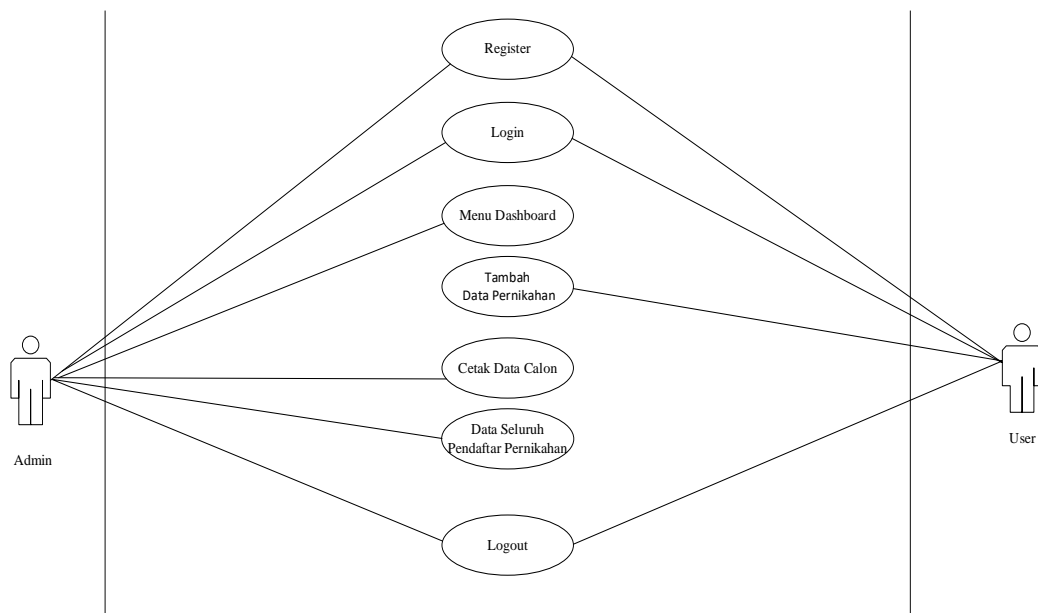 Register
Login
Menu Dashboard
Tambah
Data Pernikahan
Cetak Data Calon
Data Seluruh
Pendaftar Pernikahan
Logout
Admin
User